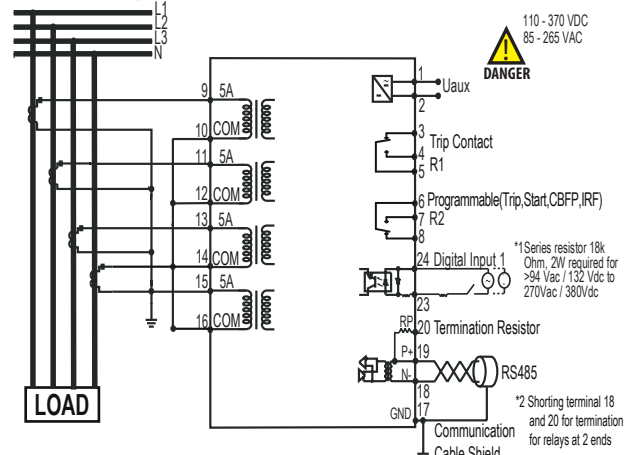 L1
L2
L3
N
110 - 370 VDC
85 - 265 VAC
DANGER
9 5A
10 COM
11 5A
12 COM
13 5A
14 COM
15 5A
16 COM
LOAD
1
Uaux
2
3
Trip Contact
4
R1
5
6 Programmable(Trip,Start,CBFP,IRF)
7
R2
8
24 Digital Input 1
23
*1Series resistor 18k
Ohm, 2W required for
>94 Vac / 132 Vdc to
270Vac / 380Vdc
RP
20 Termination Resistor
P+ 19
RS485
N-
18
GND 17
Communication
Cable Shield
*2 Shorting terminal 18
and 20 for termination
for relays at 2 ends